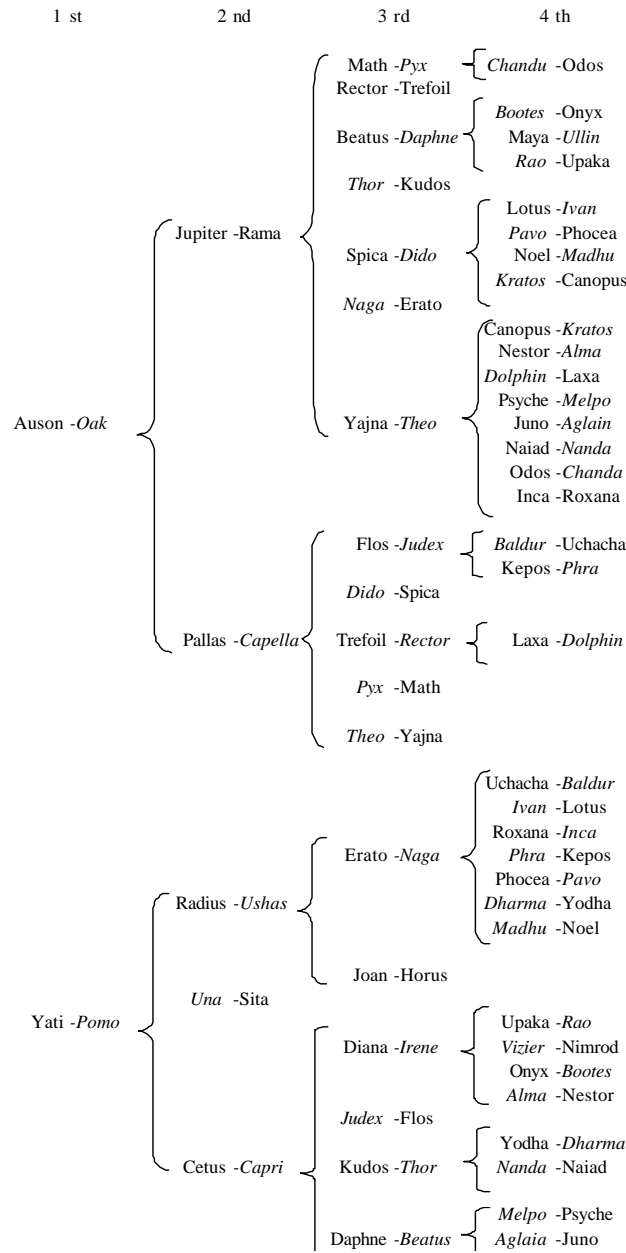 1 st 2 nd 3 rd 4 th
Math -Pyx Chandu -Odos
Rector -Trefoil
Bootes -Onyx
Beatus -Daphne Maya -Ullin
Rao -Upaka
Thor -Kudos
Lotus -Ivan
Jupiter -Rama Pavo -Phocea
Spica -Dido Noel -Madhu
Kratos -Canopus
Naga -Erato
Canopus -Kratos
Nestor -Alma
Dolphin -Laxa
Psyche -Melpo
Auson -Oak Yajna -Theo Juno -Aglain
Naiad -Nanda
Odos -Chanda
Inca -Roxana
Flos -Judex Baldur -Uchacha
Kepos -Phra
Dido -Spica
Pallas -Capella Trefoil -Rector Laxa -Dolphin
Pyx -Math
Theo -Yajna
Uchacha -Baldur
Ivan -Lotus
Roxana -Inca
Erato -Naga Phra -Kepos
Radius -Ushas Phocea -Pavo
Dharma -Yodha
Madhu -Noel
Joan -Horus
Una -Sita
Yati -Pomo Upaka -Rao
Diana -Irene Vizier -Nimrod
Onyx -Bootes
Alma -Nestor
Judex -Flos
Yodha -Dharma
Cetus -Capri Kudos -Thor Nanda -Naiad
Melpo -Psyche
Daphne -Beatus Aglaia -Juno